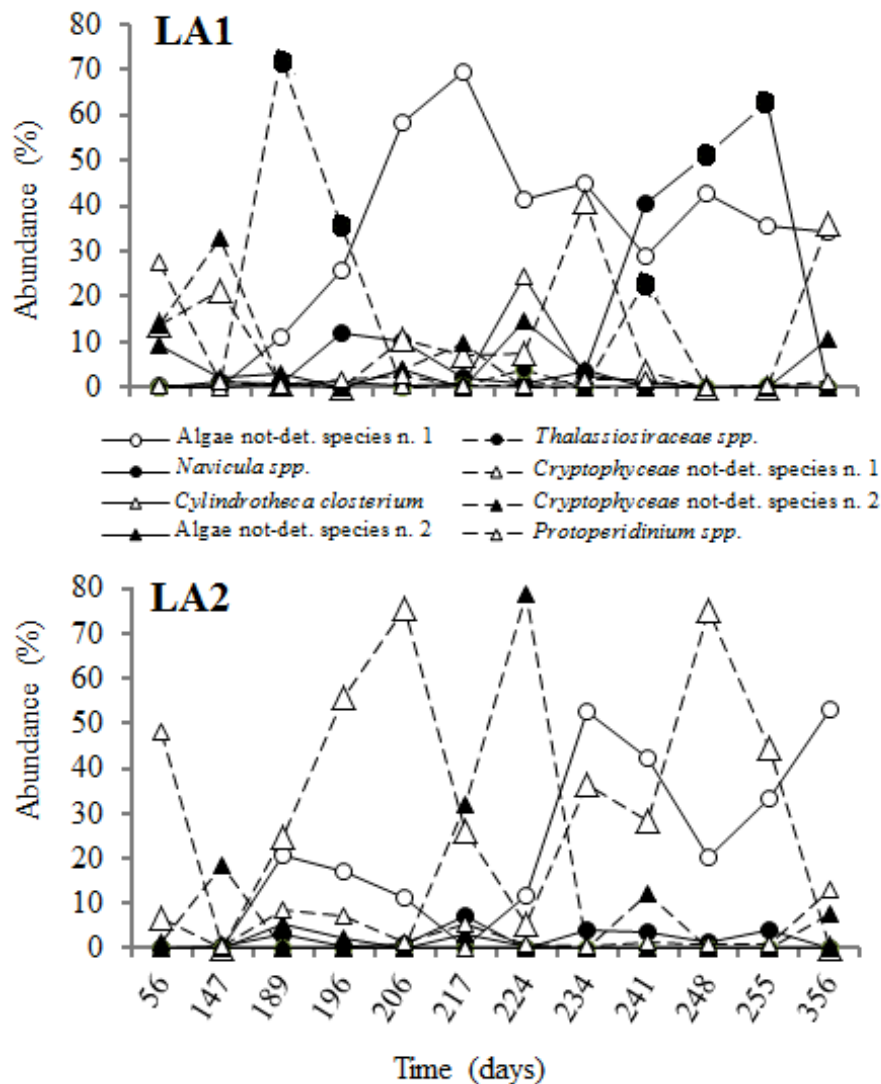 LA1
80
70
60
50
40
30
20
10
0
Abundance (%)
Algae not-det. species n. 1
Thalassiosiraceae spp.
Navicula spp.
Cryptophyceae not-det. species n. 1
Cylindrotheca closterium
Cryptophyceae not-det. species n. 2
Algae not-det. species n. 2
Protoperidinium spp.
LA2
80
70
60
50
40
30
20
10
0
Abundance (%)
56 147 189 196 206 217 224 234 241 248 255 356
Time (days)